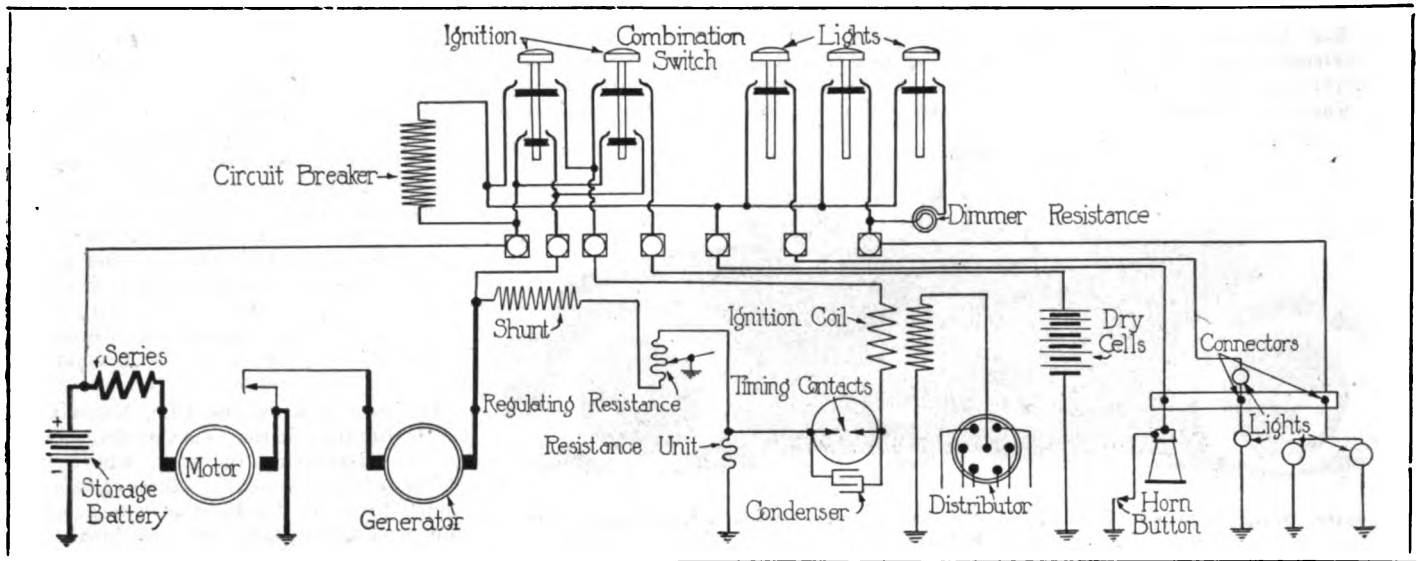 Ignition
Combination
Switch
Lights
Circuit Breaker
Dimmer Resistance
Shunt
Ignition Coil
Dry
Cells
Connectors
Series
Timing Contacts
Regulating Resistance
+
-
Motor
Resistance Unit
Lights
Storage
Battery
Generator
Condenser
Distributor
Horn
Button